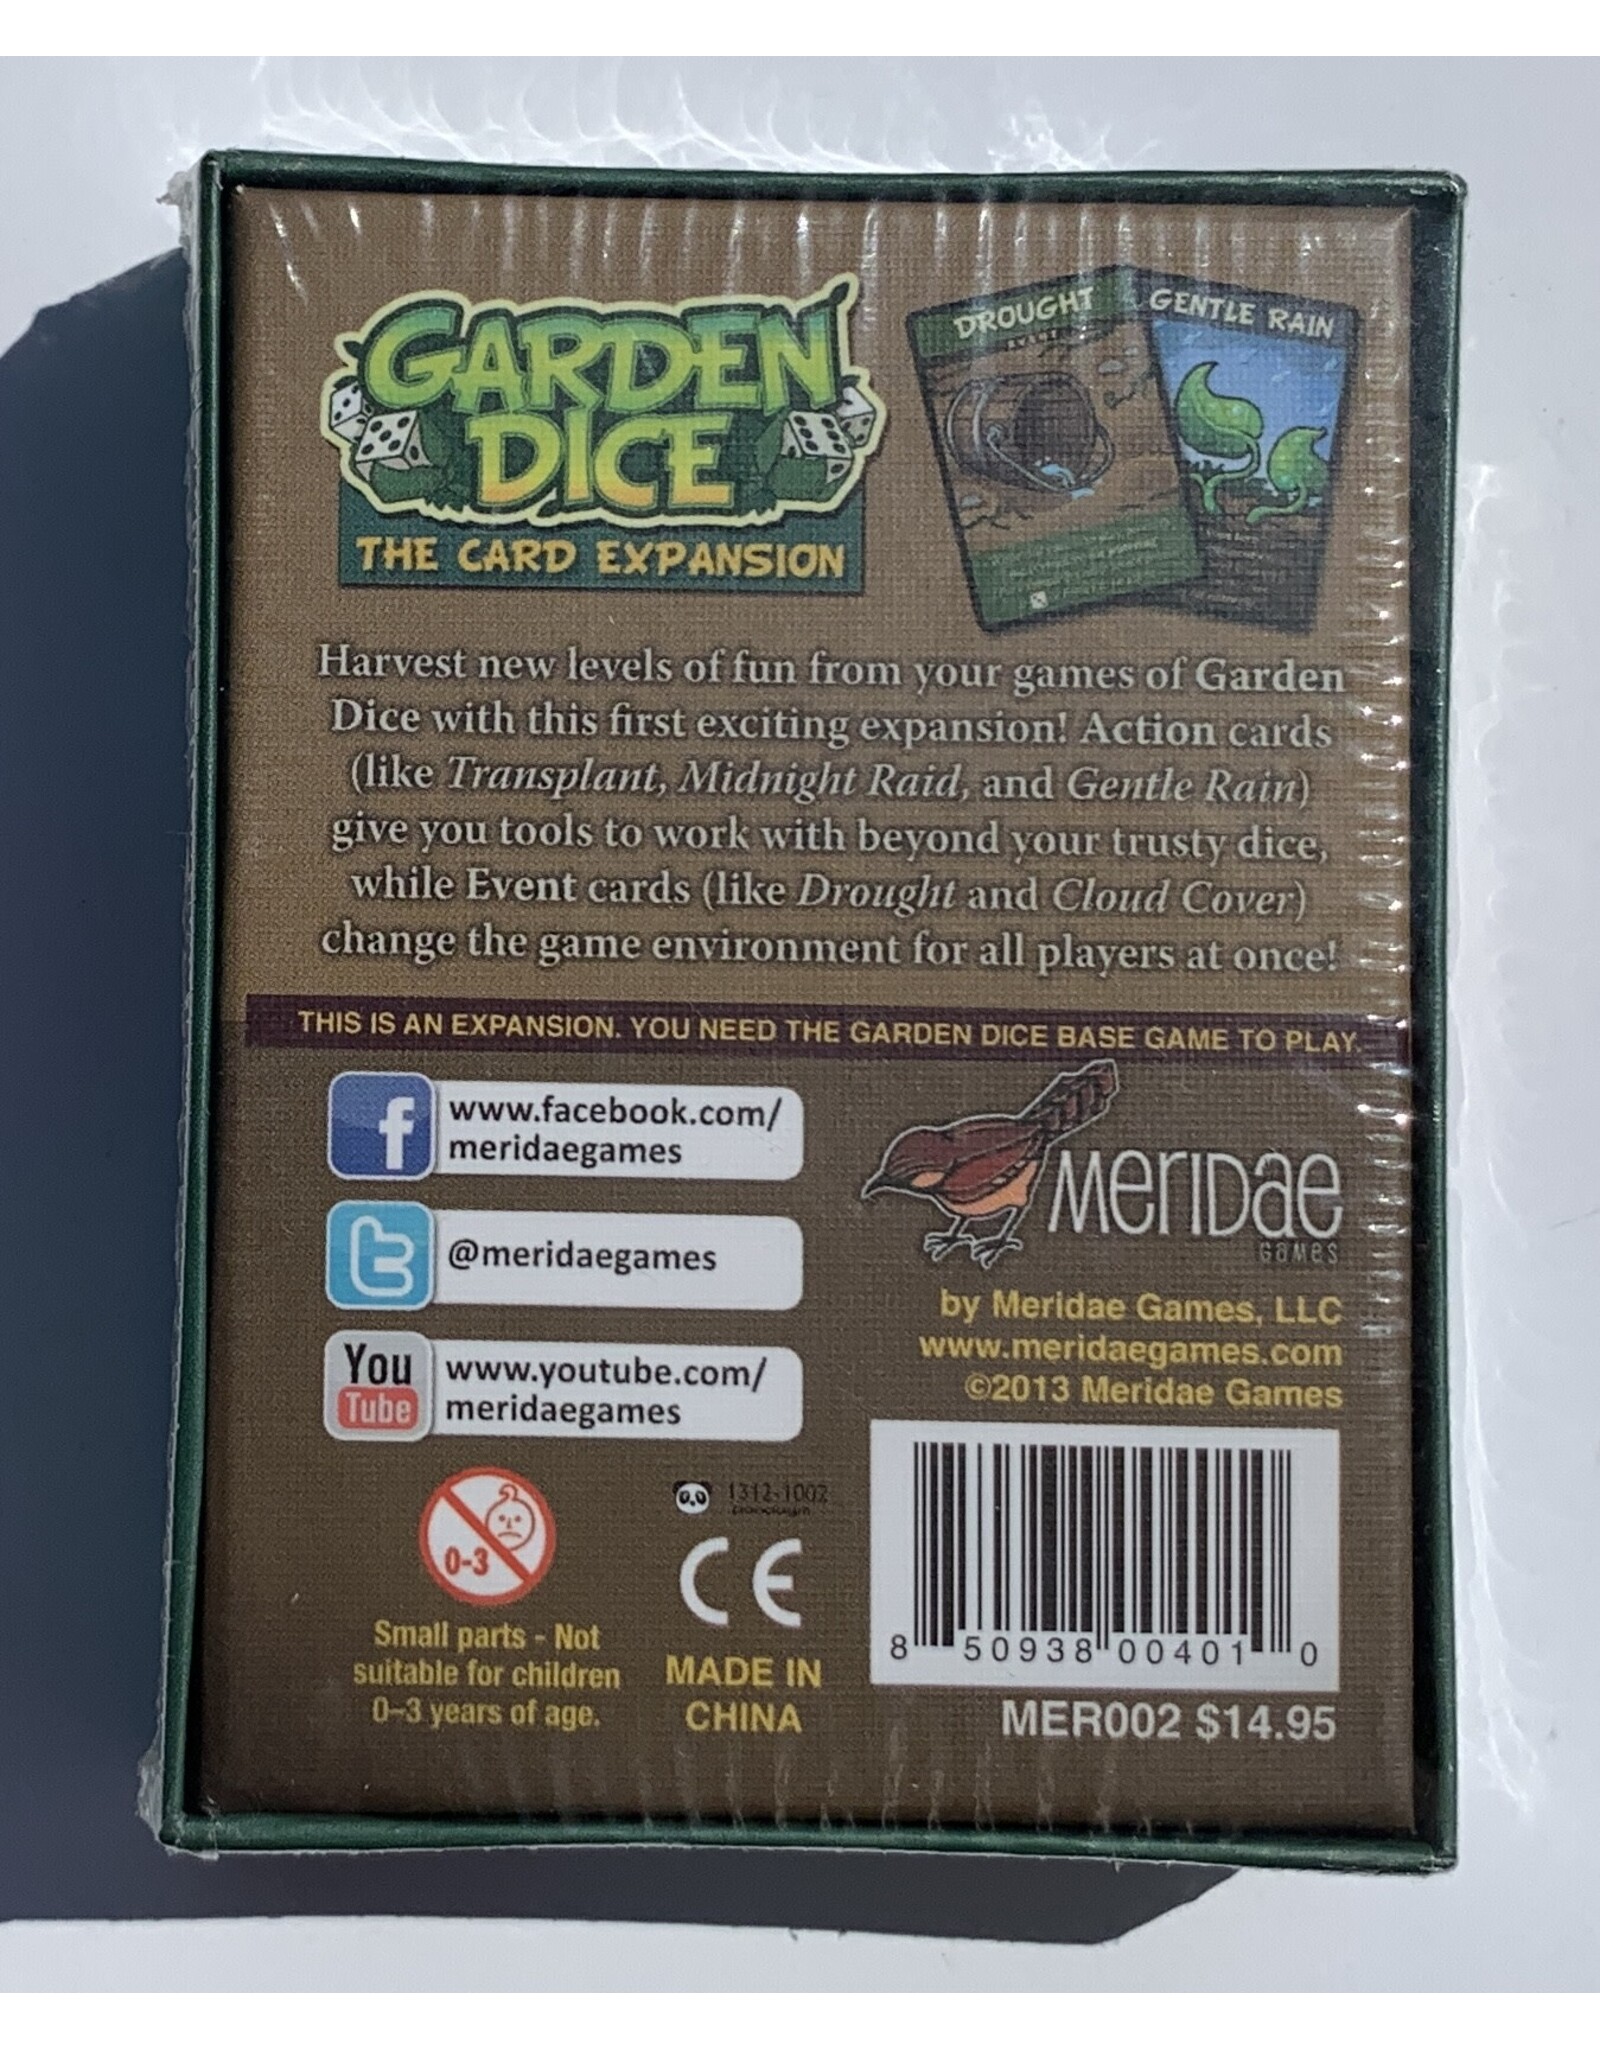 GARDEN
DICE
THE CARD EXPANSION
DROUGHT
EVENT
GENTLE RAIN
Harvest new levels of fun from your games of Garden
Dice with this first exciting expansion! Action cards
(like Transplant, Midnight Raid, and Gentle Rain)
give you tools to work with beyond your trusty dice,
while Event cards (like Drought and Cloud Cover)
change the game environment for all players at once!
THIS IS AN EXPANSION. YOU NEED THE GARDEN DICE BASE GAME TO PLAY.
f
www.facebook.com/
meridaegames
t
@meridaegames
You
Tube
www.youtube.com/
meridaegames
MERIDae
GaMes
by Meridae Games, LLC
www.meridaegames.com
©2013 Meridae Games
0-3
Small parts - Not
suitable for children
0–3 years of age.
1312-1002
CE
MADE IN
CHINA
8 50938 00401 0
MER002 $14.95